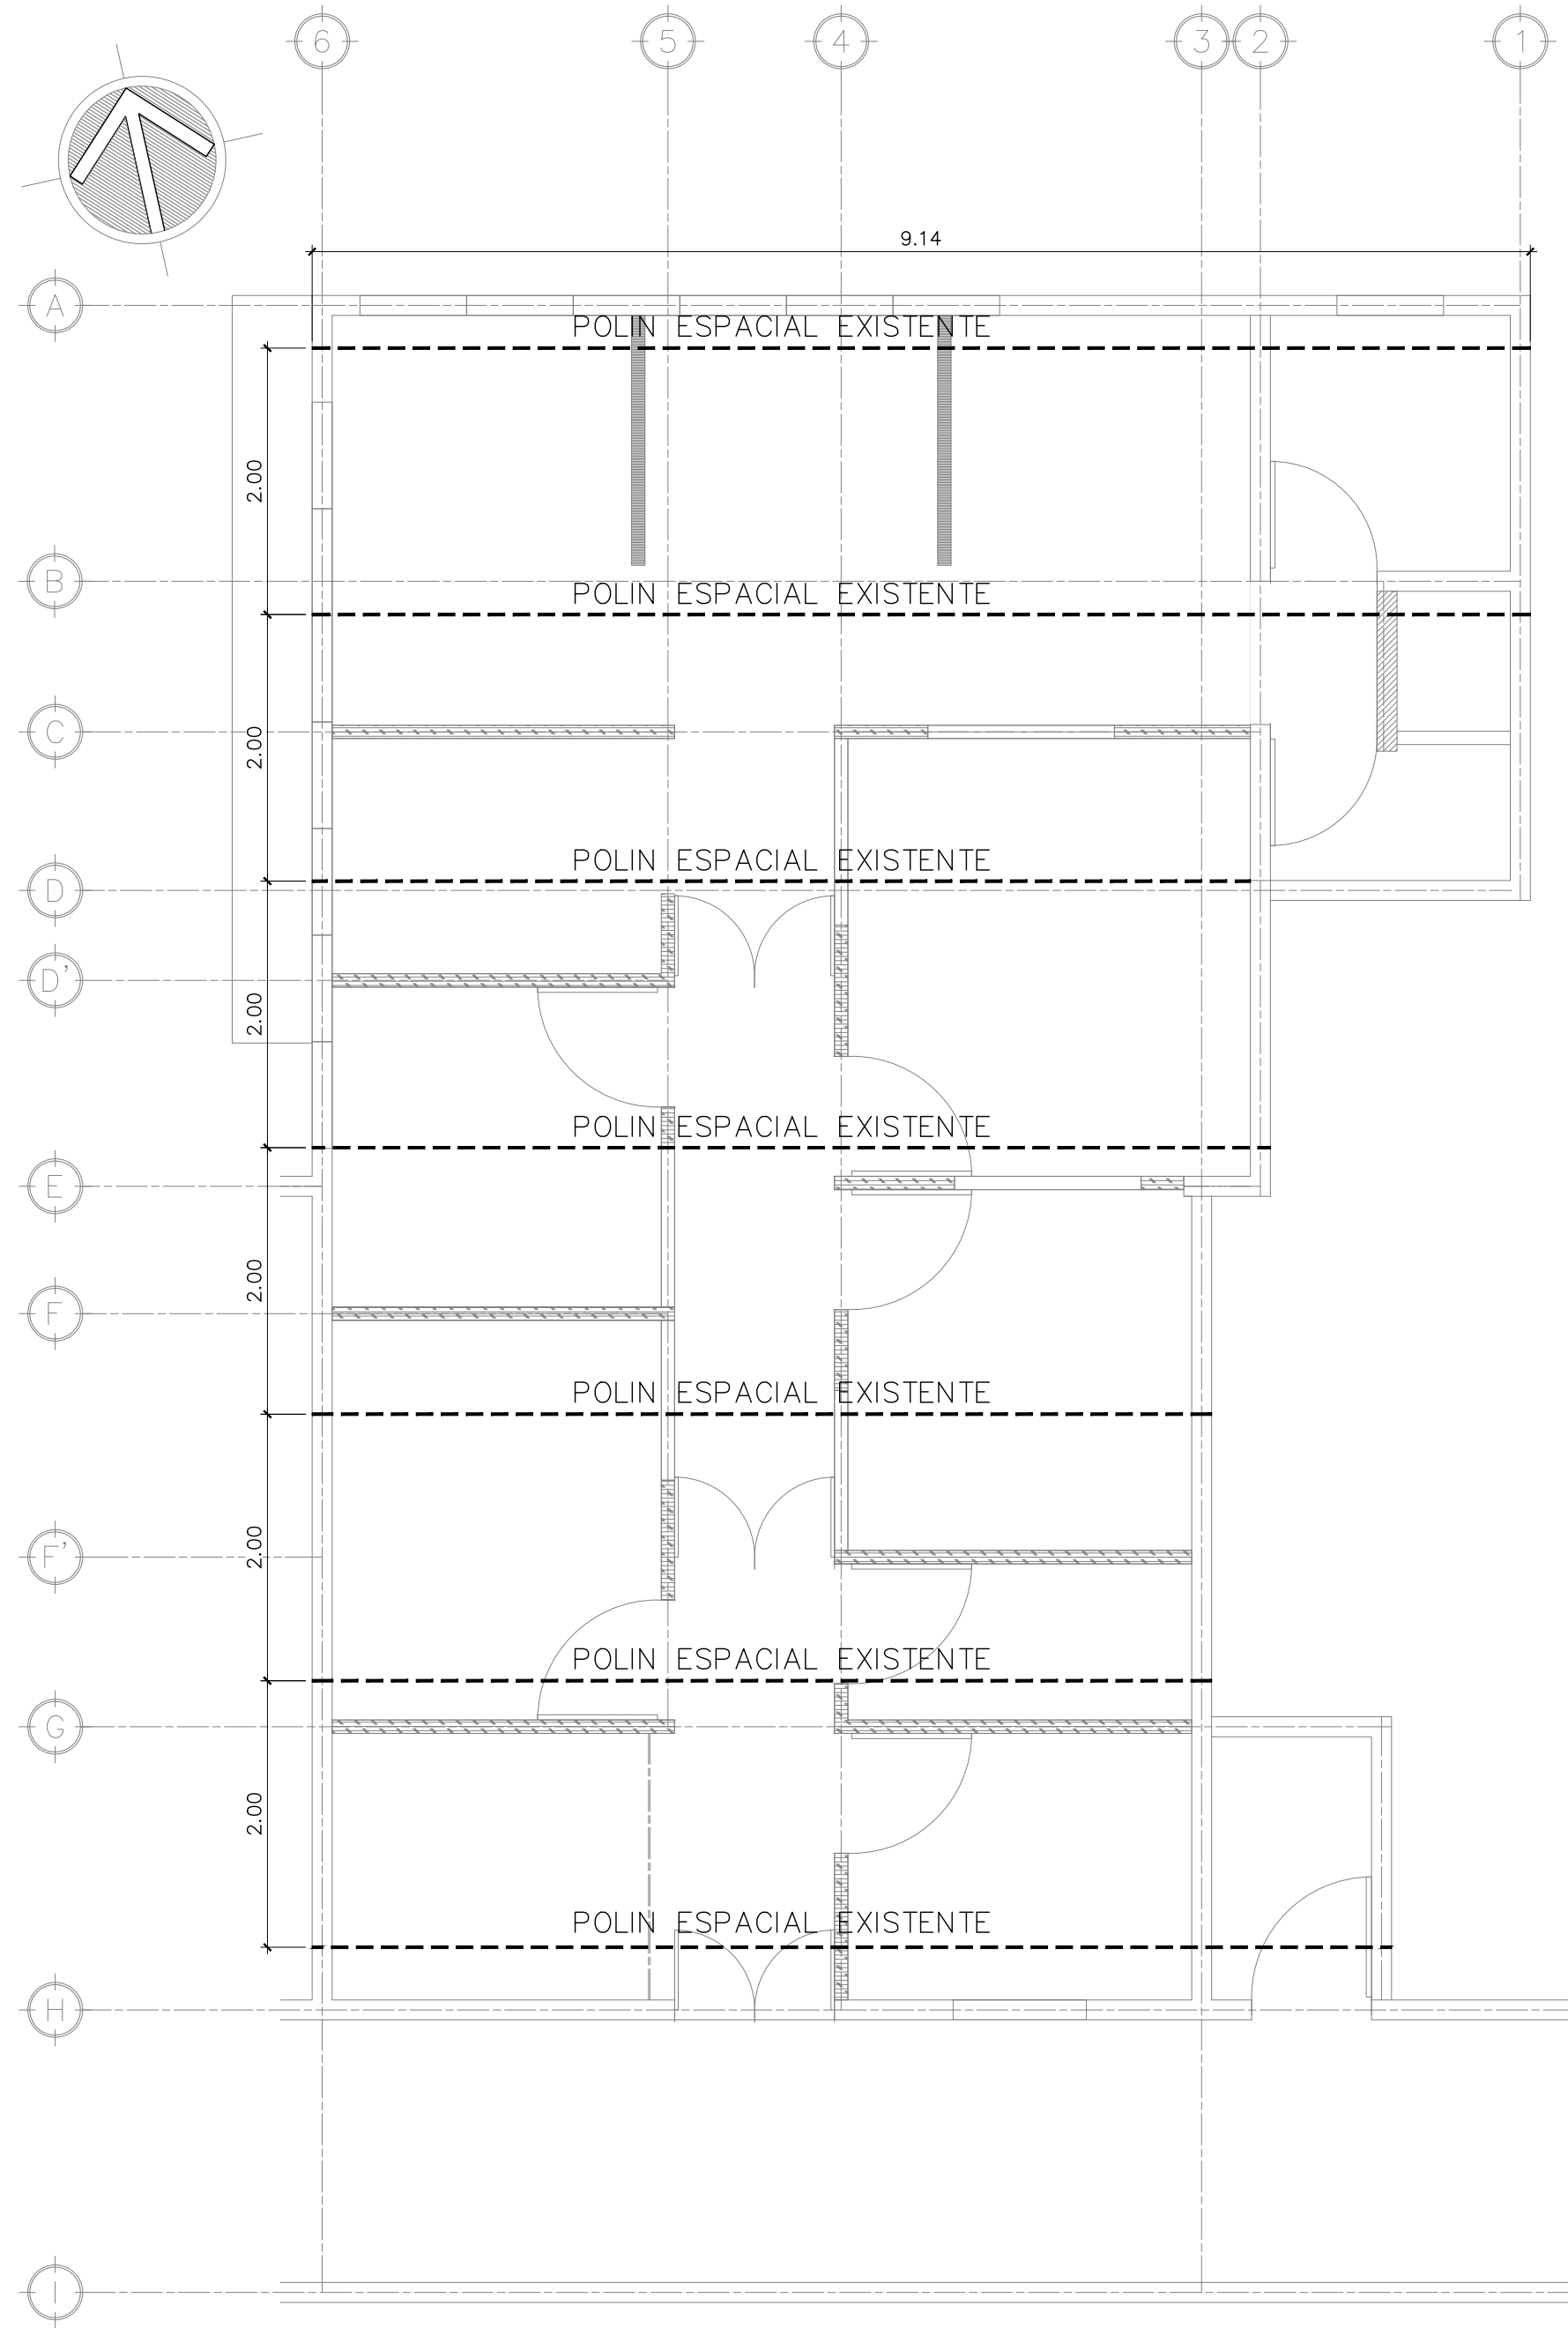 6 5 4 3 2 1
9.14
A
POLIN ESPACIAL EXISTENTE
2.00
B
POLIN ESPACIAL EXISTENTE
C
2.00
POLIN ESPACIAL EXISTENTE
D
D'
2.00
POLIN ESPACIAL EXISTENTE
E
2.00
F
POLIN ESPACIAL EXISTENTE
2.00
F'
POLIN ESPACIAL EXISTENTE
G
2.00
POLIN ESPACIAL EXISTENTE
H
I